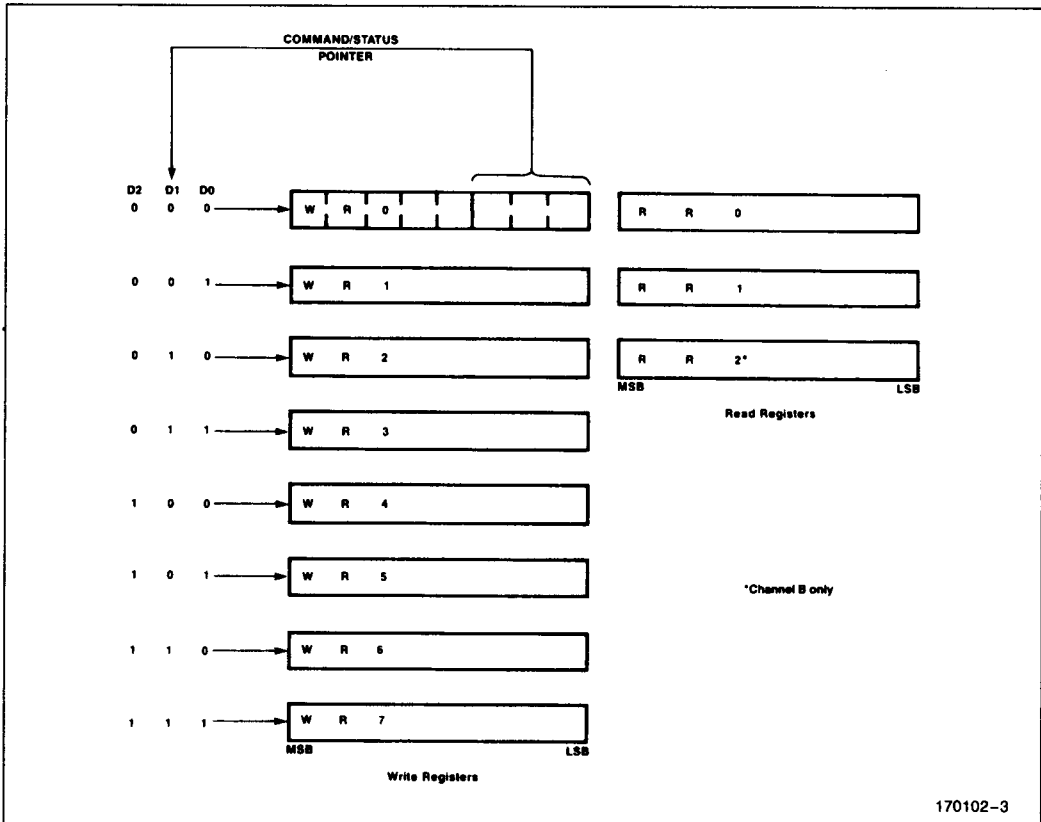 COMMAND/STATUS
POINTER
D2 D1 D0
0 0 0 W R 0 R R 0
0 0 1 W R 1 R R 1
0 1 0 W R 2 R R 2*
MSB LSB
Read Registers
0 1 1 W R 3
1 0 0 W R 4
1 0 1 W R 5
*Channel B only
1 1 0 W R 6
1 1 1 W R 7
MSB LSB
Write Registers
170102-3